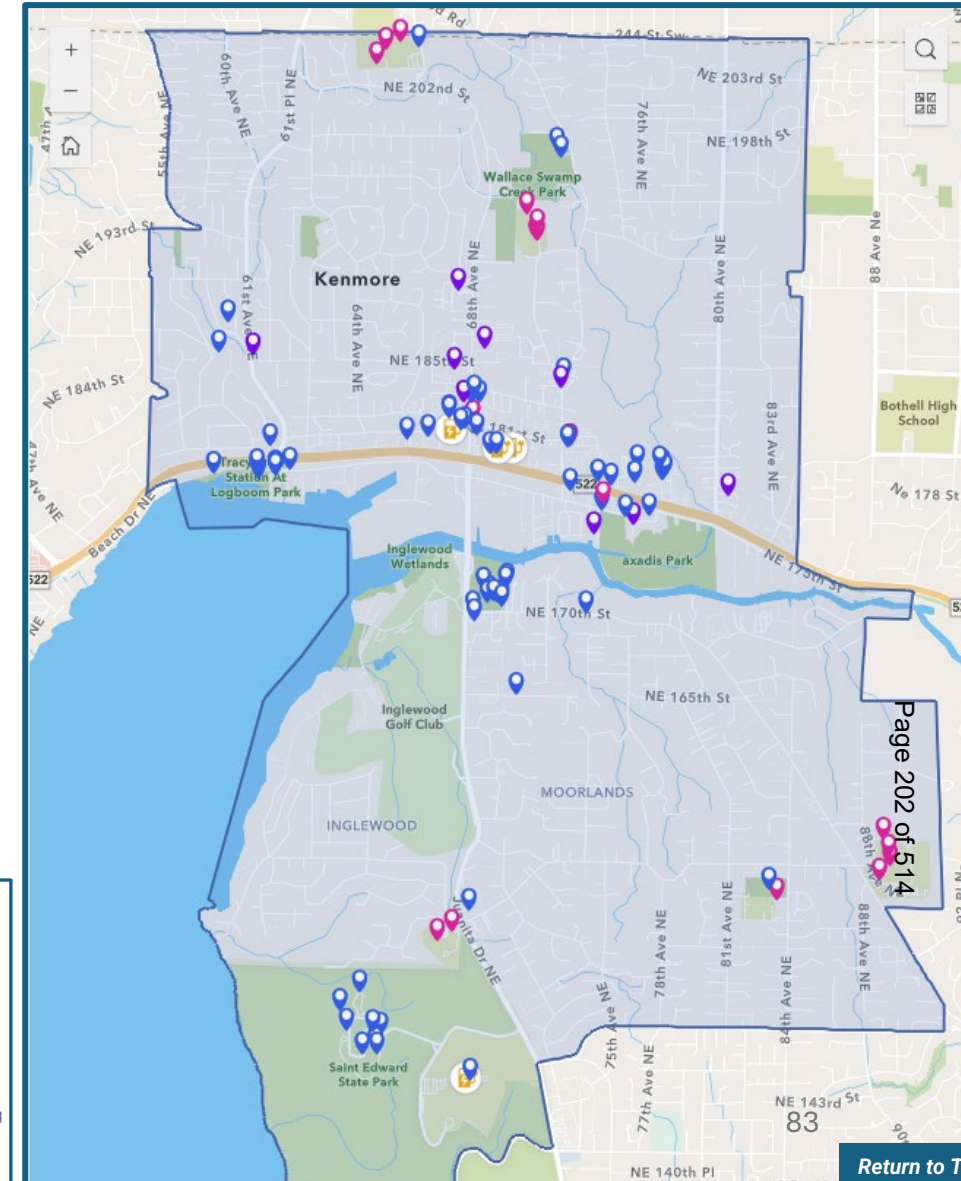 244 St Sw
NE 203rd St
NE 202nd St
60th Ave NE
61st Pl NE
76th Ave NE
NE 198th St
55th Ave NE
Wallace Swamp
Creek Park
NE 193rd St
88 Ave Ne
80th Ave NE
68th Ave NE
Kenmore
64th Ave NE
NE 185th St
NE 184th St
83rd Ave NE
Bothell High
School
181st St
47th Ave NE
Station At
Logboom Park
522
Ne 178 St
Beach Dr NE
Inglewood
Wetlands
axadis Park
NE 175th St
522
NE
NE 170th St
NE 165th St
Inglewood
Golf Club
Page 202 of 514
MOORLANDS
INGLEWOOD
88th Ave NE
81st Ave NE
Juanita Dr NE
78th Ave NE
88th Ave NE
84th Ave NE
75th Ave NE
Saint Edward
State Park
77th Ave NE
NE 143rd St
83
NE 140th Pl
Return to T